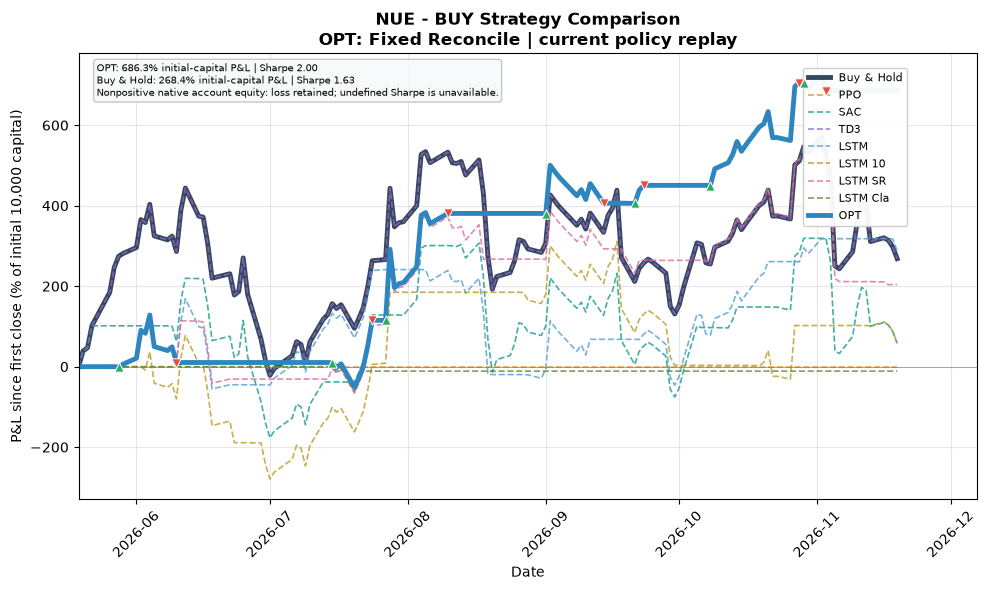 NUE - BUY Strategy Comparison
OPT: Fixed Reconcile | current policy replay
OPT: 686.3% initial-capital P&L | Sharpe 2.00
Buy & Hold: 268.4% initial-capital P&L | Sharpe 1.63
Nonpositive native account equity: loss retained; undefined Sharpe is unavailable.
Buy & Hold
PPO
SAC
TD3
LSTM
LSTM 10
LSTM SR
LSTM Cla
OPT
P&L since first close (% of initial 10,000 capital)
600
400
200
0
−200
2026-06
2026-07
2026-08
2026-09
2026-10
2026-11
2026-12
Date